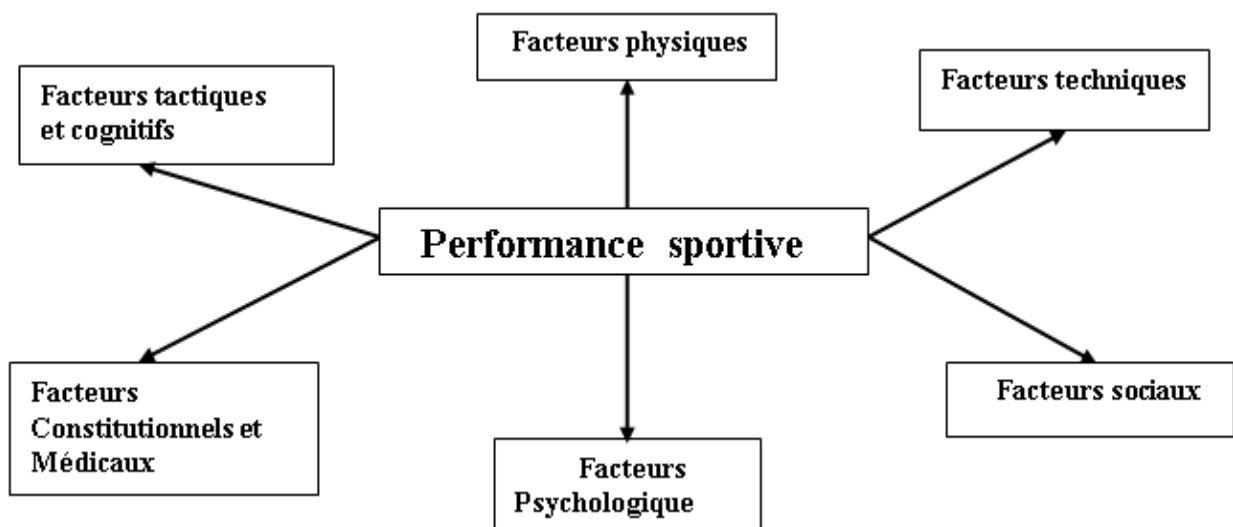 Facteurs physiques
Facteurs tactiques
et cognitifs
Facteurs techniques
Performance sportive
Facteurs
Constitutionnels et
Médicaux
Facteurs sociaux
Facteurs
Psychologique